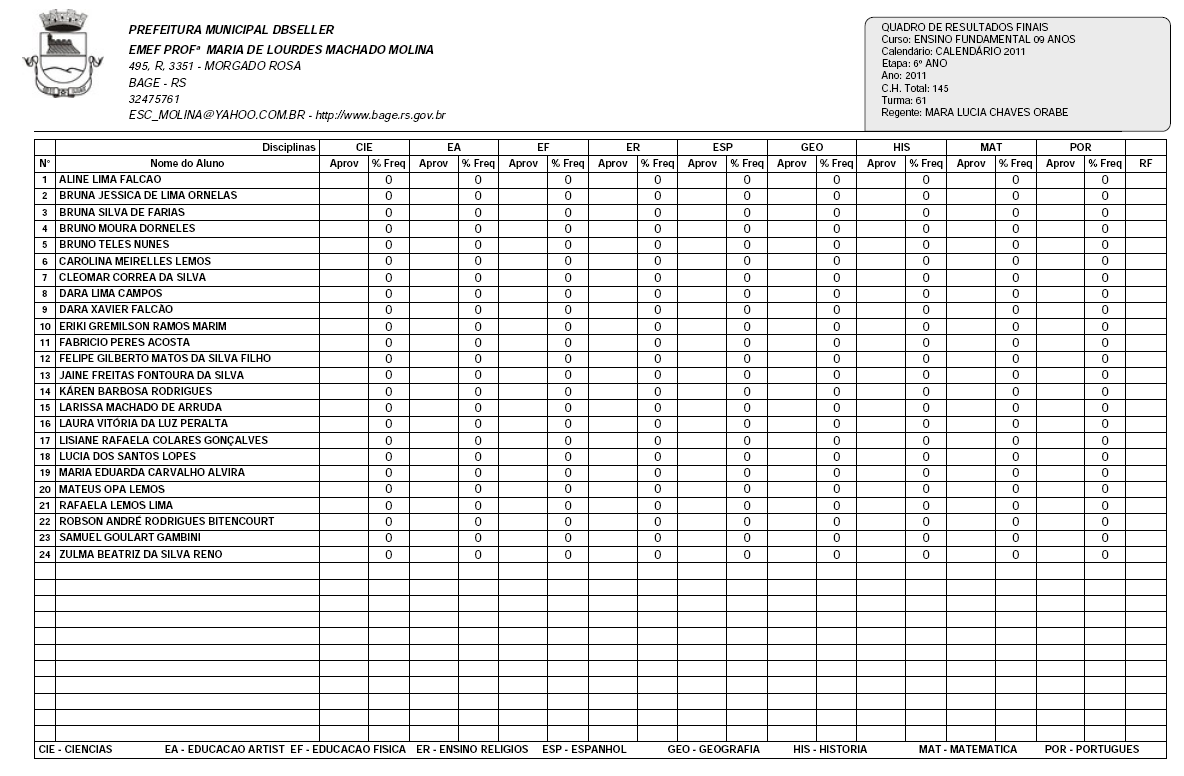 PREFEITURA MUNICIPAL DBSELLER
EMEF PROFª MARIA DE LOURDES MACHADO MOLINA
495, R, 3351 - MORGADO ROSA
BAGE - RS
32475761
ESC_MOLINA@YAHOO.COM.BR - http://www.bage.rs.gov.br
QUADRO DE RESULTADOS FINAIS
Curso: ENSINO FUNDAMENTAL 09 ANOS
Calendário: CALENDÁRIO 2011
Etapa: 6º ANO
Ano: 2011
C.H. Total: 145
Turma: 61
Regente: MARA LUCIA CHAVES ORABE
Disciplinas CIE EA EF ER ESP GEO HIS MAT POR
N° Nome do Aluno Aprov % Freq Aprov % Freq Aprov % Freq Aprov % Freq Aprov % Freq Aprov % Freq Aprov % Freq Aprov % Freq Aprov % Freq RF
1 ALINE LIMA FALCAO 0 0 0 0 0 0 0 0 0
2 BRUNA JESSICA DE LIMA ORNELAS 0 0 0 0 0 0 0 0 0
3 BRUNA SILVA DE FARIAS 0 0 0 0 0 0 0 0 0
4 BRUNO MOURA DORNELES 0 0 0 0 0 0 0 0 0
5 BRUNO TELES NUNES 0 0 0 0 0 0 0 0 0
6 CAROLINA MEIRELLES LEMOS 0 0 0 0 0 0 0 0 0
7 CLEOMAR CORREA DA SILVA 0 0 0 0 0 0 0 0 0
8 DARA LIMA CAMPOS 0 0 0 0 0 0 0 0 0
9 DARA XAVIER FALCÃO 0 0 0 0 0 0 0 0 0
10 ERIKI GREMILSON RAMOS MARIM 0 0 0 0 0 0 0 0 0
11 FABRICIO PERES ACOSTA 0 0 0 0 0 0 0 0 0
12 FELIPE GILBERTO MATOS DA SILVA FILHO 0 0 0 0 0 0 0 0 0
13 JAINE FREITAS FONTOURA DA SILVA 0 0 0 0 0 0 0 0 0
14 KÁREN BARBOSA RODRIGUES 0 0 0 0 0 0 0 0 0
15 LARISSA MACHADO DE ARRUDA 0 0 0 0 0 0 0 0 0
16 LAURA VITÓRIA DA LUZ PERALTA 0 0 0 0 0 0 0 0 0
17 LISIANE RAFAELA COLARES GONÇALVES 0 0 0 0 0 0 0 0 0
18 LUCIA DOS SANTOS LOPES 0 0 0 0 0 0 0 0 0
19 MARIA EDUARDA CARVALHO ALVIRA 0 0 0 0 0 0 0 0 0
20 MATEUS OPA LEMOS 0 0 0 0 0 0 0 0 0
21 RAFAELA LEMOS LIMA 0 0 0 0 0 0 0 0 0
22 ROBSON ANDRÉ RODRIGUES BITENCOURT 0 0 0 0 0 0 0 0 0
23 SAMUEL GOULART GAMBINI 0 0 0 0 0 0 0 0 0
24 ZULMA BEATRIZ DA SILVA RENO 0 0 0 0 0 0 0 0 0
CIE - CIENCIAS EA - EDUCACAO ARTIST EF - EDUCACAO FISICA ER - ENSINO RELIGIOS ESP - ESPANHOL GEO - GEOGRAFIA HIS - HISTORIA MAT - MATEMATICA POR - PORTUGUES